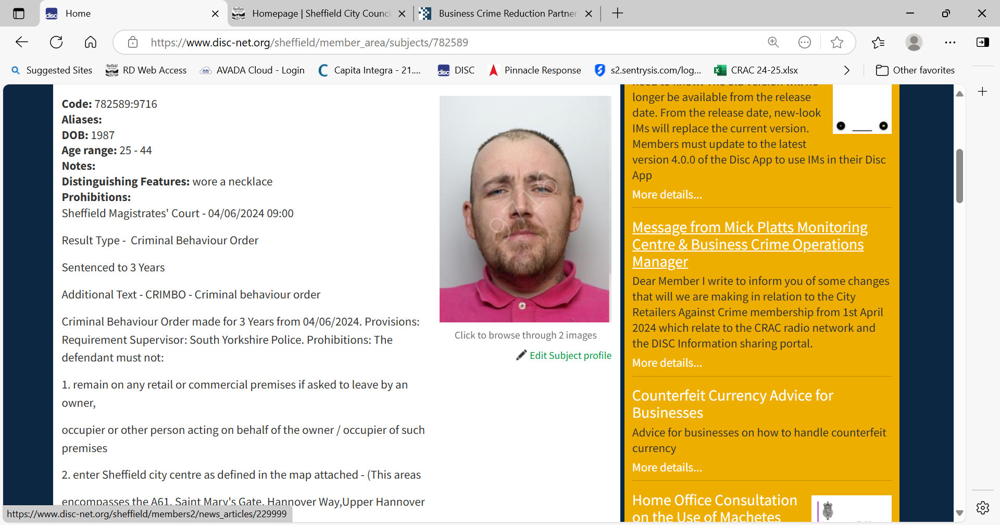 Home
Homepage | Sheffield City Counci
Business Crime Reduction Partner
https://www.disc-net.org/sheffield/member_area/subjects/782589
Suggested Sites
RD Web Access
AVADA Cloud - Login
Capita Integra - 21....
disc
DISC
Pinnacle Response
s2.sentrysis.com/log...
CRAC 24-25.xlsx
Other favorites
Code: 782589:9716
Aliases:
DOB: 1987
Age range: 25 - 44
Notes:
Distinguishing Features: wore a necklace
Prohibitions:
Sheffield Magistrates' Court - 04/06/2024 09:00
Result Type - Criminal Behaviour Order
Sentenced to 3 Years
Additional Text - CRIMBO - Criminal behaviour order
Criminal Behaviour Order made for 3 Years from 04/06/2024. Provisions:
Requirement Supervisor: South Yorkshire Police. Prohibitions: The
defendant must not:
1. remain on any retail or commercial premises if asked to leave by an
owner,
occupier or other person acting on behalf of the owner / occupier of such
premises
2. enter Sheffield city centre as defined in the map attached - (This areas
encompasses the A61, Saint Mary's Gate, Hannover Way,Upper Hannover
https://www.disc-net.org/sheffield/members2/news_articles/229999
Click to browse through 2 images
Edit Subject profile
need to know. The old version will no
longer be available from the release
date. From the release date, new-look
IMs will replace the current version.
Members must update to the latest
version 4.0.0 of the Disc App to use IMs in their Disc
App
More details...
Message from Mick Platts Monitoring
Centre & Business Crime Operations
Manager
Dear Member I write to inform you of some changes
that will we are making in relation to the City
Retailers Against Crime membership from 1st April
2024 which relate to the CRAC radio network and
the DISC Information sharing portal.
More details...
Counterfeit Currency Advice for
Businesses
Advice for businesses on how to handle counterfeit
currency
More details...
Home Office Consultation
on the Use of Machetes